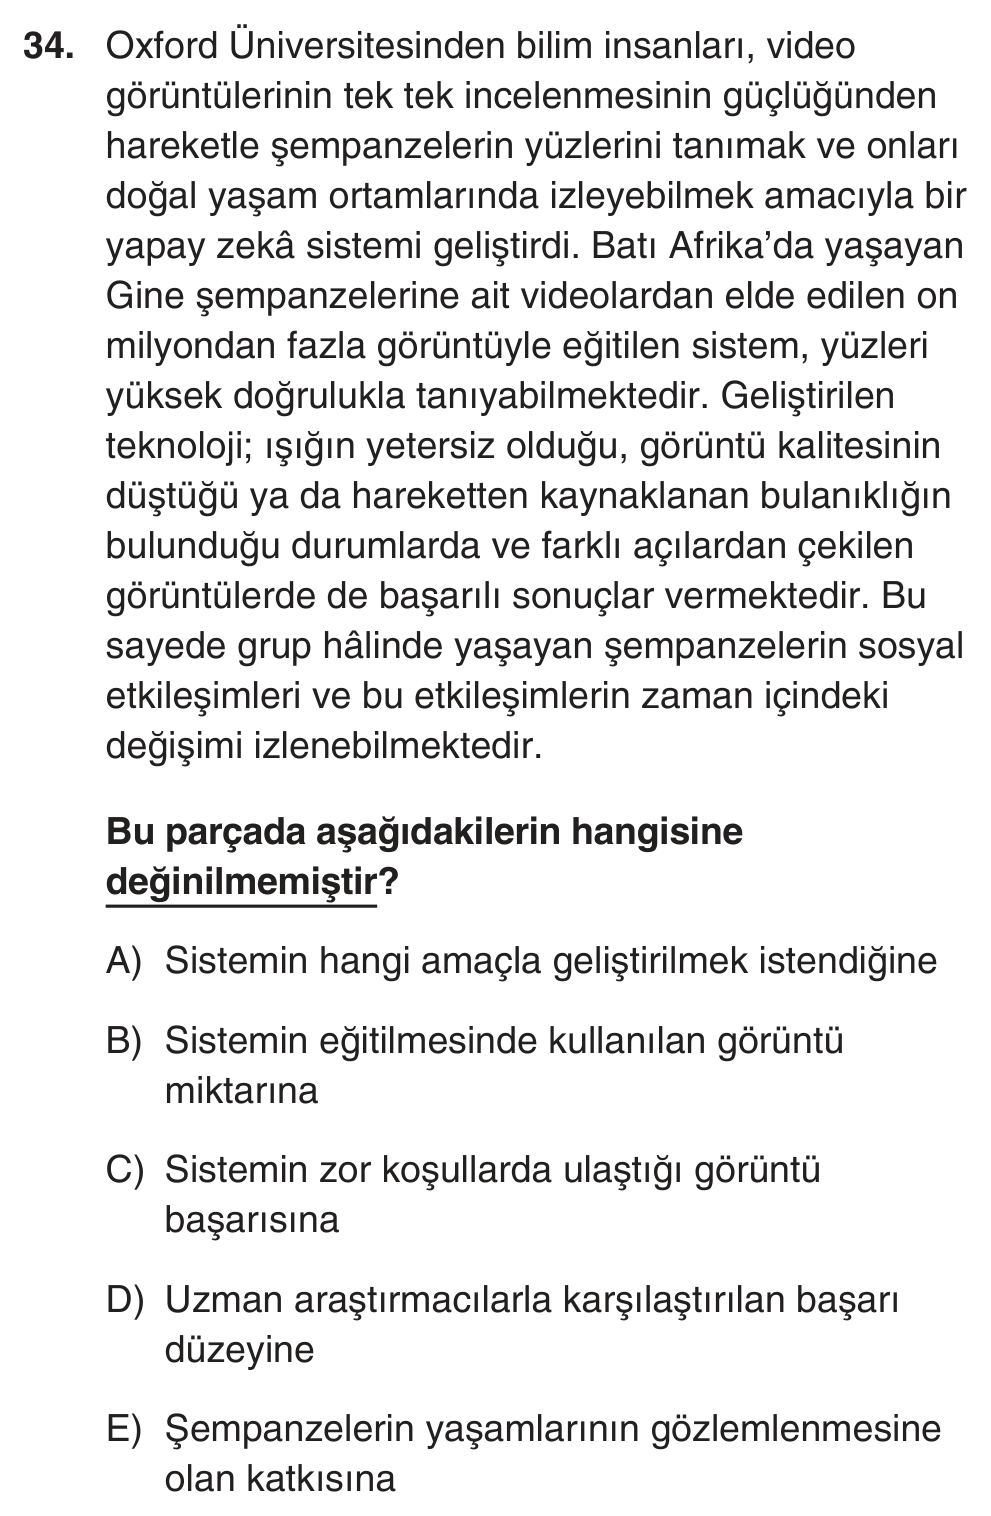 34. Oxford Üniversitesinden bilim insanları, video
görüntülerinin tek tek incelenmesinin güçlüğünden
hareketle şempanzelerin yüzlerini tanımak ve onları
doğal yaşam ortamlarında izleyebilmek amacıyla bir
yapay zekâ sistemi geliştirdi. Batı Afrika’da yaşayan
Gine şempanzelerine ait videolardan elde edilen on
milyondan fazla görüntüyle eğitilen sistem, yüzleri
yüksek doğrulukla tanıyabilmektedir. Geliştirilen
teknoloji; ışığın yetersiz olduğu, görüntü kalitesinin
düştüğü ya da hareketten kaynaklanan bulanıklığın
bulunduğu durumlarda ve farklı açılardan çekilen
görüntülerde de başarılı sonuçlar vermektedir. Bu
sayede grup hâlinde yaşayan şempanzelerin sosyal
etkileşimleri ve bu etkileşimlerin zaman içindeki
değişimi izlenebilmektedir.
Bu parçada aşağıdakilerin hangisine
değinilmemiştir?
A) Sistemin hangi amaçla geliştirilmek istendiğine
B) Sistemin eğitilmesinde kullanılan görüntü
miktarına
C) Sistemin zor koşullarda ulaştığı görüntü
başarısına
D) Uzman araştırmacılarla karşılaştırılan başarı
düzeyine
E) Şempanzelerin yaşamlarının gözlemlenmesine
olan katkısına